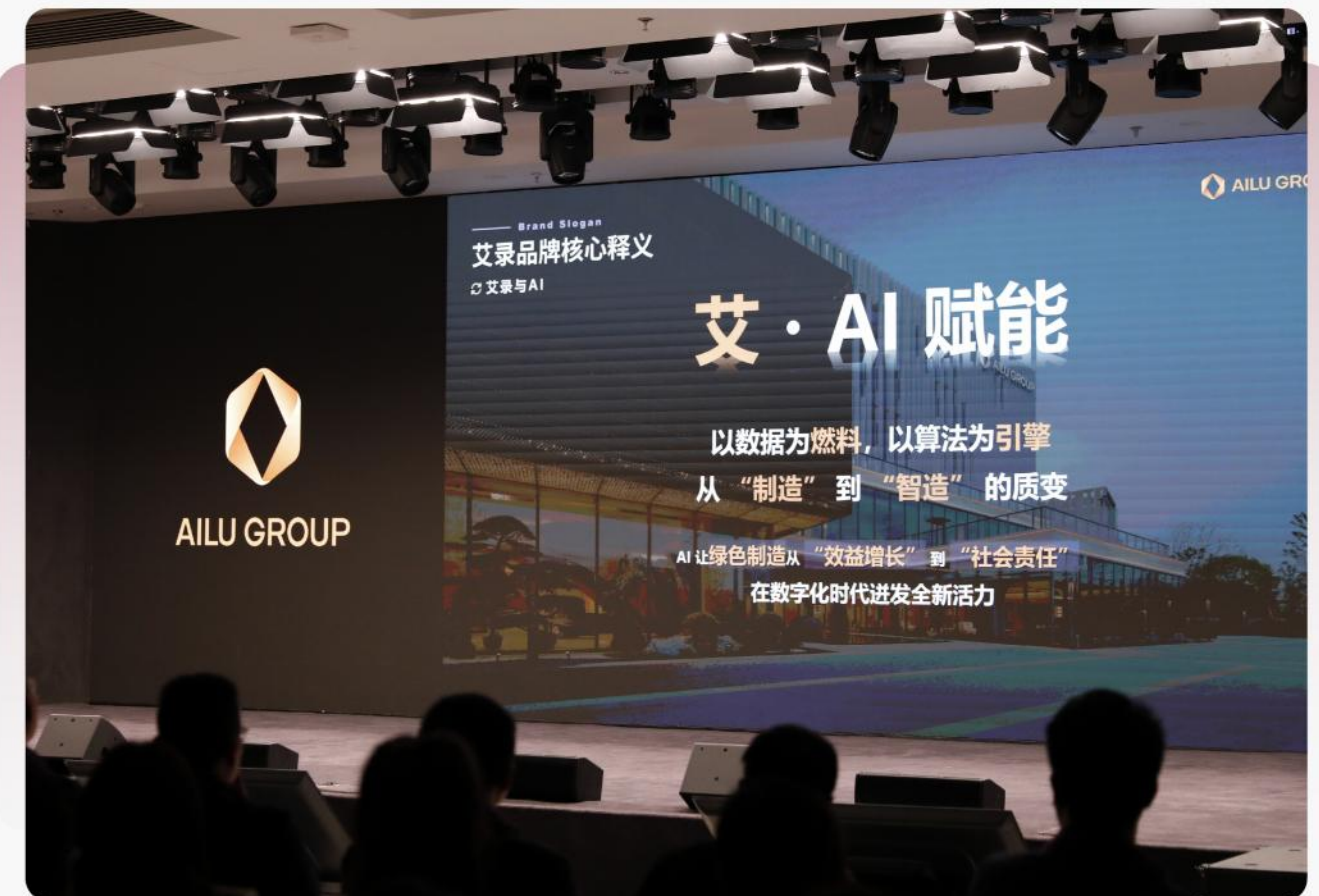 AILU GROUP
Brand Slogan
艾录品牌核心释义
艾录与AI
艾·AI 赋能
以数据为燃料，以算法为引擎
从“制造”到“智造”的质变
AI 让绿色制造从“效益增长”到“社会责任”
在数字化时代迸发全新活力
AILU
AILU GROUP